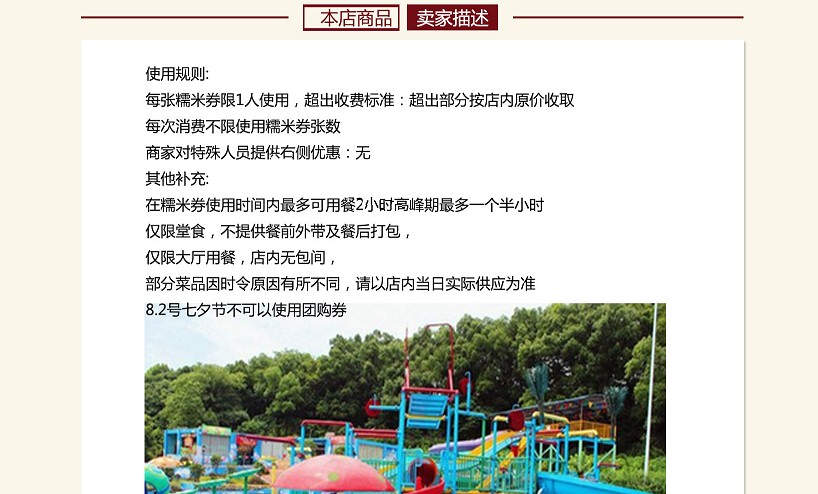 本店商品 卖家描述
使用规则:
每张糯米券限1人使用，超出收费标准：超出部分按店内原价收取
每次消费不限使用糯米券张数
商家对特殊人员提供右侧优惠：无
其他补充:
在糯米券使用时间内最多可用餐2小时高峰期最多一个半小时
仅限堂食，不提供餐前外带及餐后打包，
仅限大厅用餐，店内无包间，
部分菜品因时令原因有所不同，请以店内当日实际供应为准
8.2号七夕节不可以使用团购券